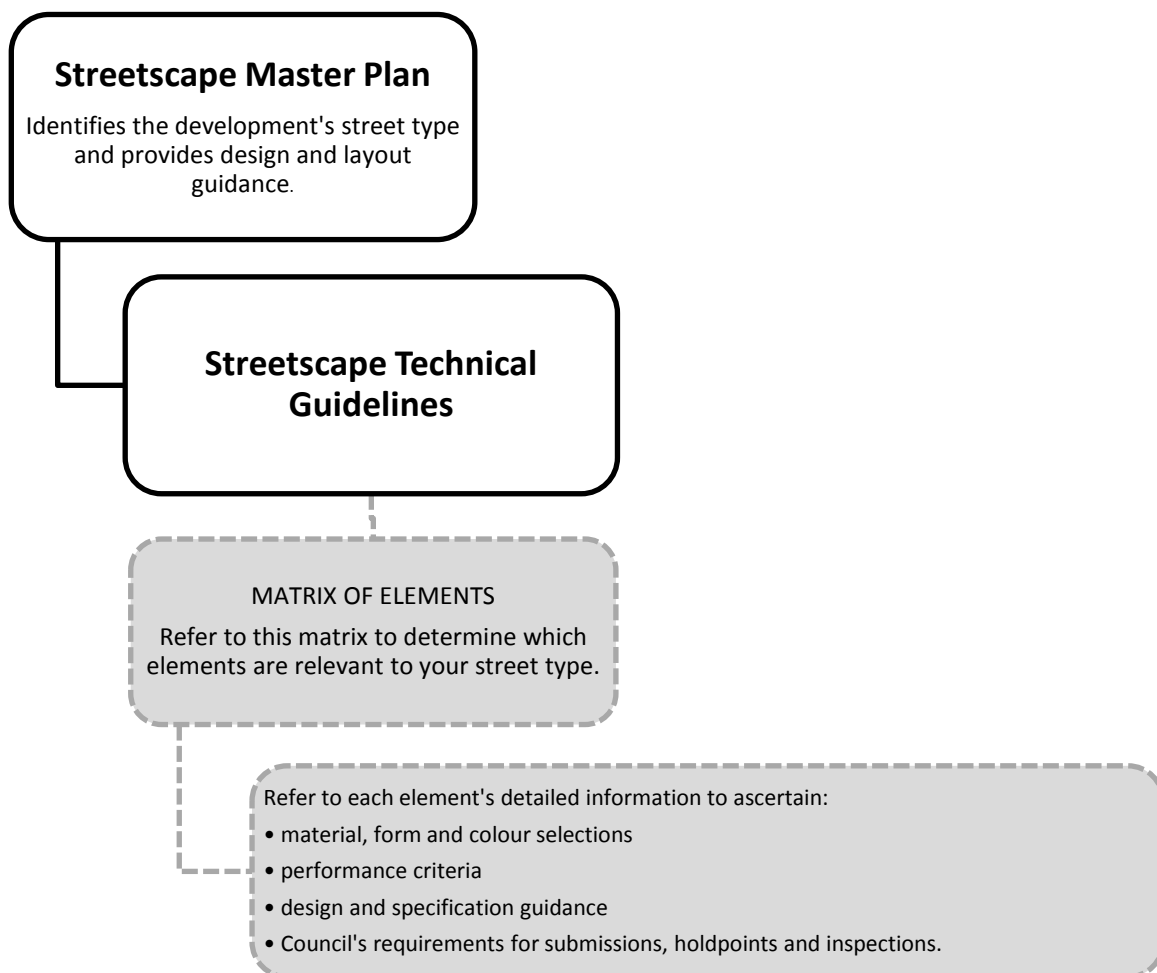 Streetscape Master Plan
Identifies the development's street type
and provides design and layout
guidance.
Streetscape Technical
Guidelines
MATRIX OF ELEMENTS
Refer to this matrix to determine which
elements are relevant to your street type.
Refer to each element's detailed information to ascertain:
• material, form and colour selections
• performance criteria
• design and specification guidance
• Council's requirements for submissions, holdpoints and inspections.